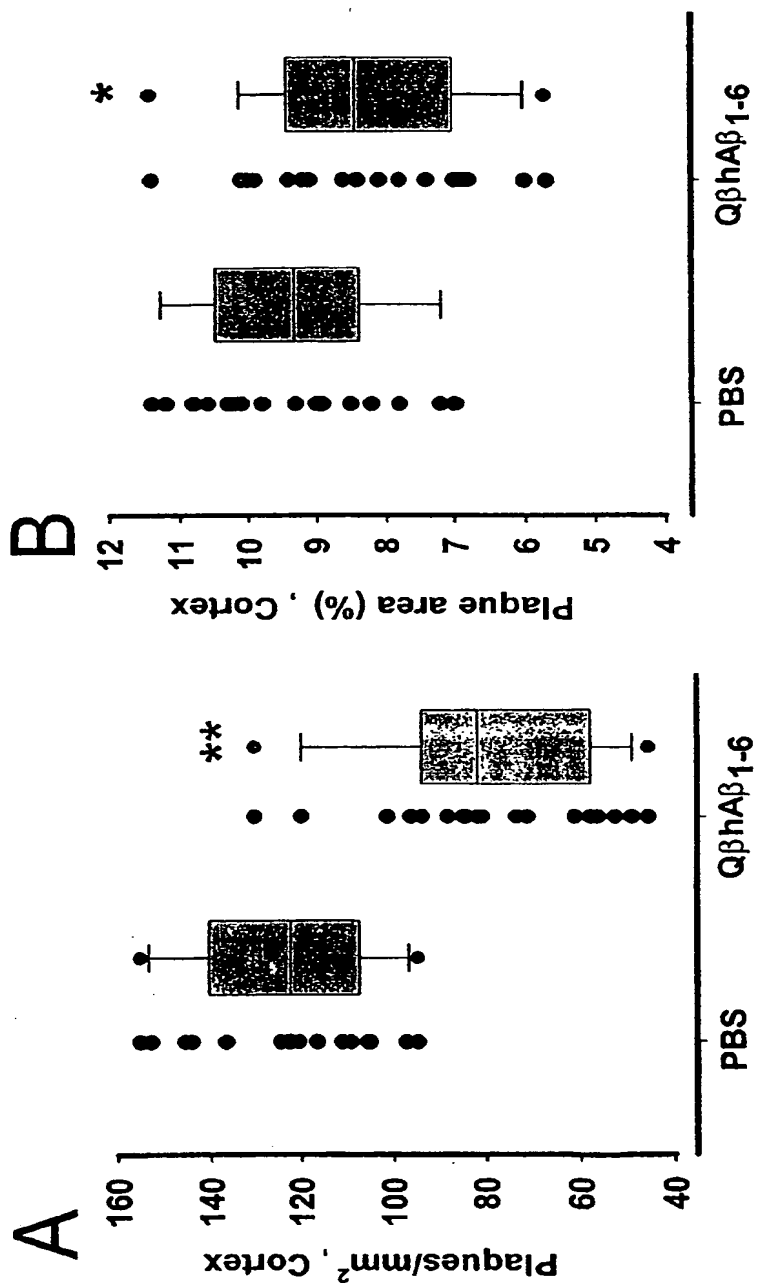 A
Plaques/mm², Cortex
160
140
120
100
80
60
40
**
PBS
QβhAβ1-6
B
Plaque area (%) , Cortex
12
11
10
9
8
7
6
5
4
*
PBS
QβhAβ1-6